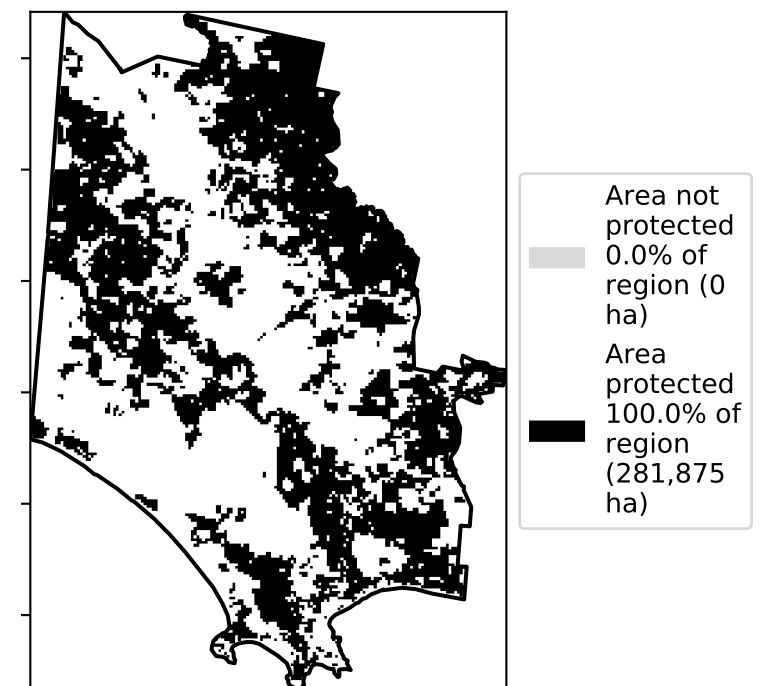 Area not
protected
0.0% of
region (0
ha)
Area
protected
100.0% of
region
(281,875
ha)